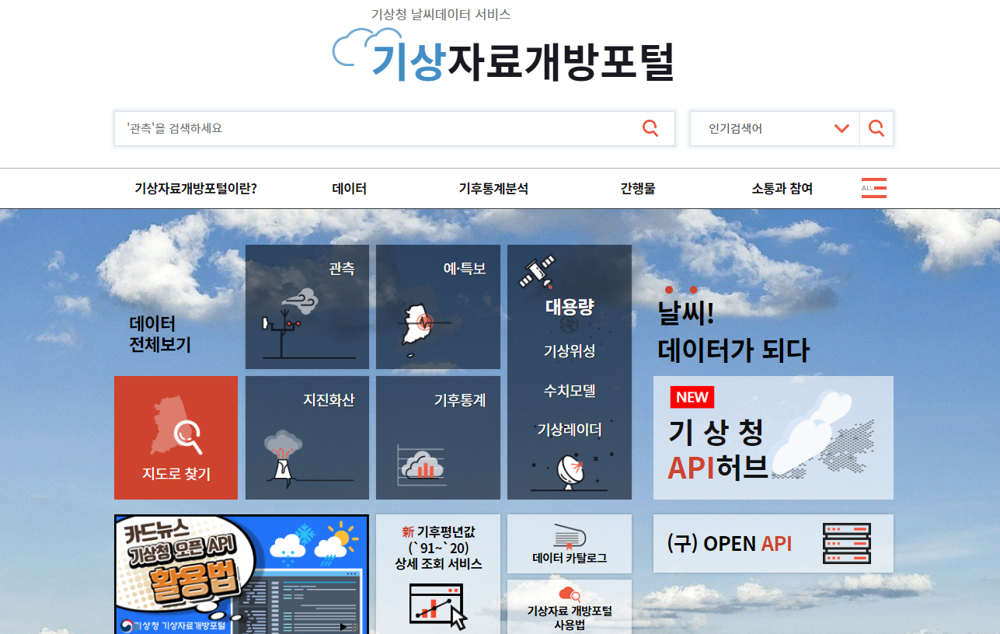 기상청 날씨데이터 서비스
기상자료개방포털
'관측'을 검색하세요
인기검색어
기상자료개방포털이란?
데이터
기후통계분석
간행물
소통과 참여
ALL
데이터
전체보기
관측
예·특보
대용량
기상위성
수치모델
기상레이더
날씨!
데이터가 되다
지도로 찾기
지진화산
기후통계
NEW
기 상 청
API허브
카드뉴스
기상청 오픈 API
활용법
기상청 기상자료개방포털
新 기후평년값
(`91~`20)
상세 조회 서비스
데이터 카탈로그
기상자료 개방포털
사용법
(구) OPEN API